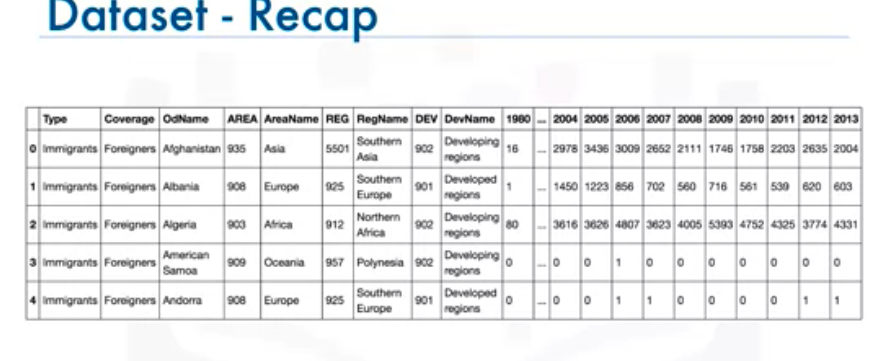 Dataset - Recap
Type Coverage OdName AREA AreaName REG RegName DEV DevName 1980 ... 2004 2005 2006 2007 2008 2009 2010 2011 2012 2013
0 Immigrants Foreigners Afghanistan 935 Asia 5501 Southern Asia 902 Developing regions 16 ... 2978 3436 3009 2652 2111 1746 1758 2203 2635 2004
1 Immigrants Foreigners Albania 908 Europe 925 Southern Europe 901 Developed regions 1 ... 1450 1223 856 702 560 716 561 539 620 603
2 Immigrants Foreigners Algeria 903 Africa 912 Northern Africa 902 Developing regions 80 ... 3616 3626 4807 3623 4005 5393 4752 4325 3774 4331
3 Immigrants Foreigners American Samoa 909 Oceania 957 Polynesia 902 Developing regions 0 ... 0 0 1 0 0 0 0 0 0 0
4 Immigrants Foreigners Andorra 908 Europe 925 Southern Europe 901 Developed regions 0 ... 0 0 1 1 0 0 0 0 1 1